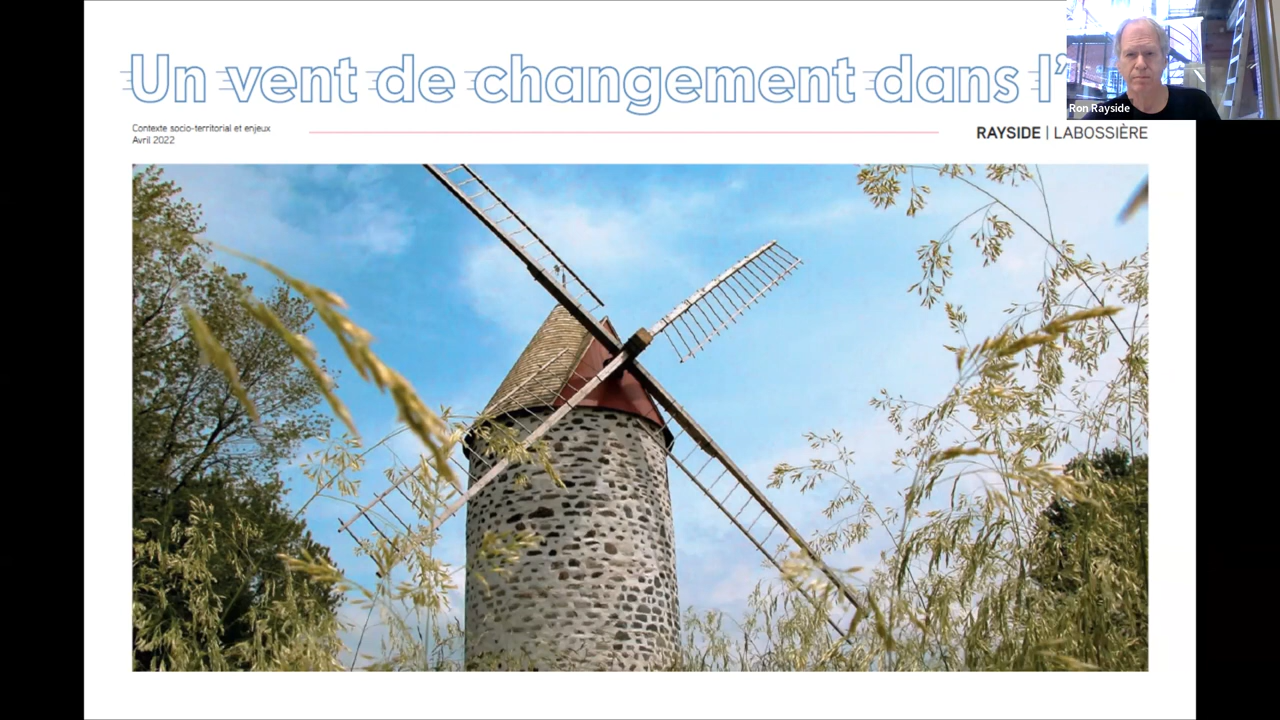 Un vent de changement dans l'
Ron Rayside
Contexte socio-territorial et enjeux
Avril 2022
RAYSIDE | LABOSSIÈRE